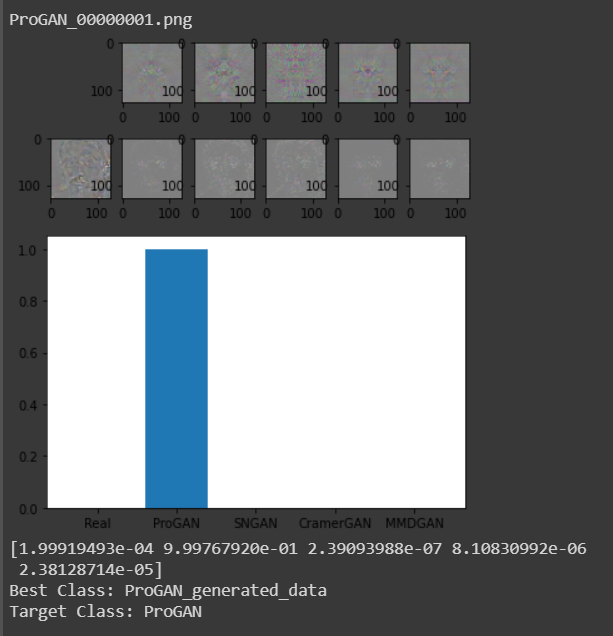 ProGAN_00000001.png
0 0 0 0 0
100 100 100 100 100
0 100 0 100 0 100 0 100 0 100
0 0 0 0 0 0
100 100 100 100 100 100
0 100 0 100 0 100 0 100 0 100 0 100
1.0
0.8
0.6
0.4
0.2
0.0
Real ProGAN SNGAN CramerGAN MMDGAN
[1.99919493e-04 9.99767920e-01 2.39093988e-07 8.10830992e-06
2.38128714e-05]
Best Class: ProGAN_generated_data
Target Class: ProGAN